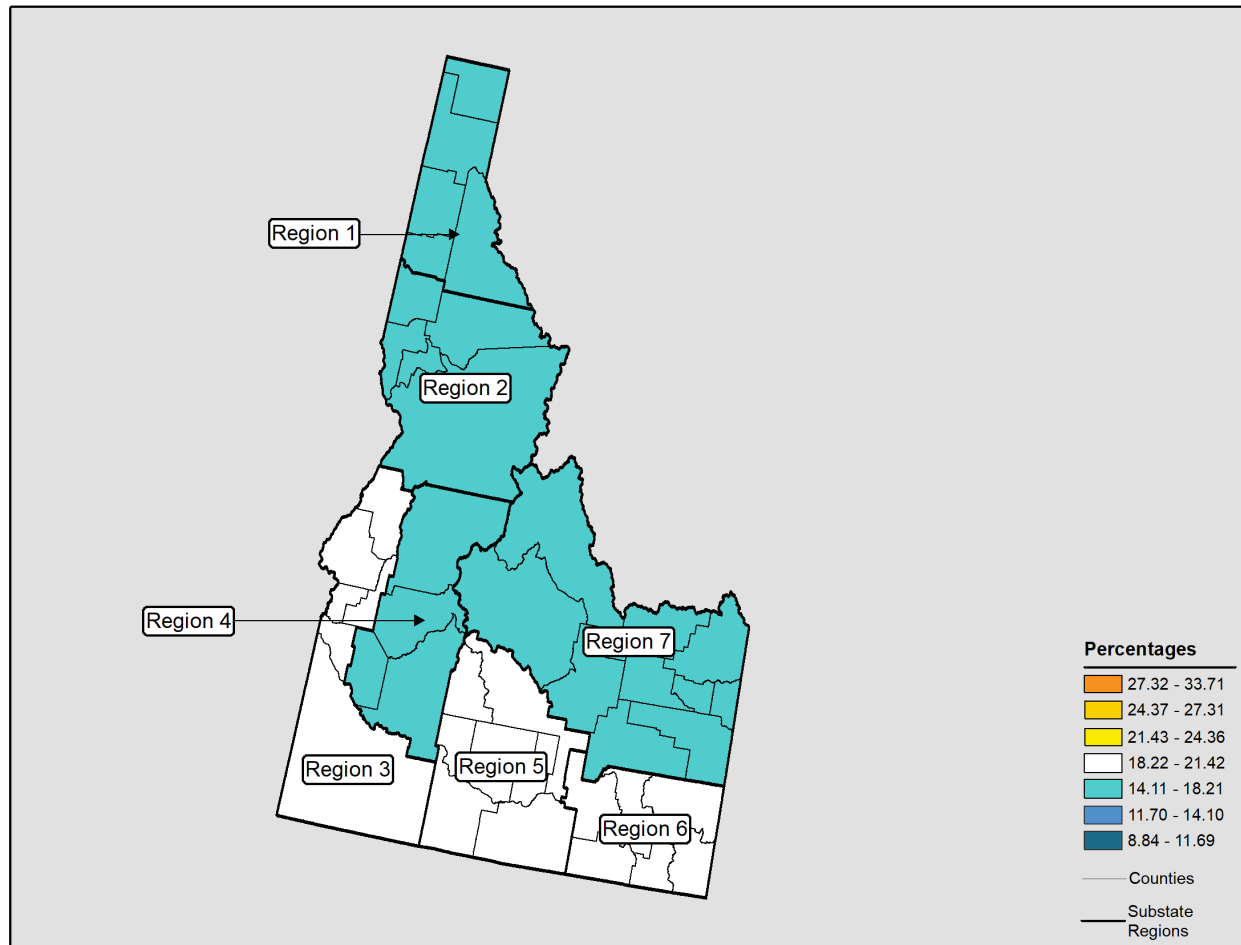 Region 1
Region 2
Region 4
Region 7
Region 3
Region 5
Region 6
Percentages
27.32 - 33.71
24.37 - 27.31
21.43 - 24.36
18.22 - 21.42
14.11 - 18.21
11.70 - 14.10
8.84 - 11.69
Counties
Substate
Regions